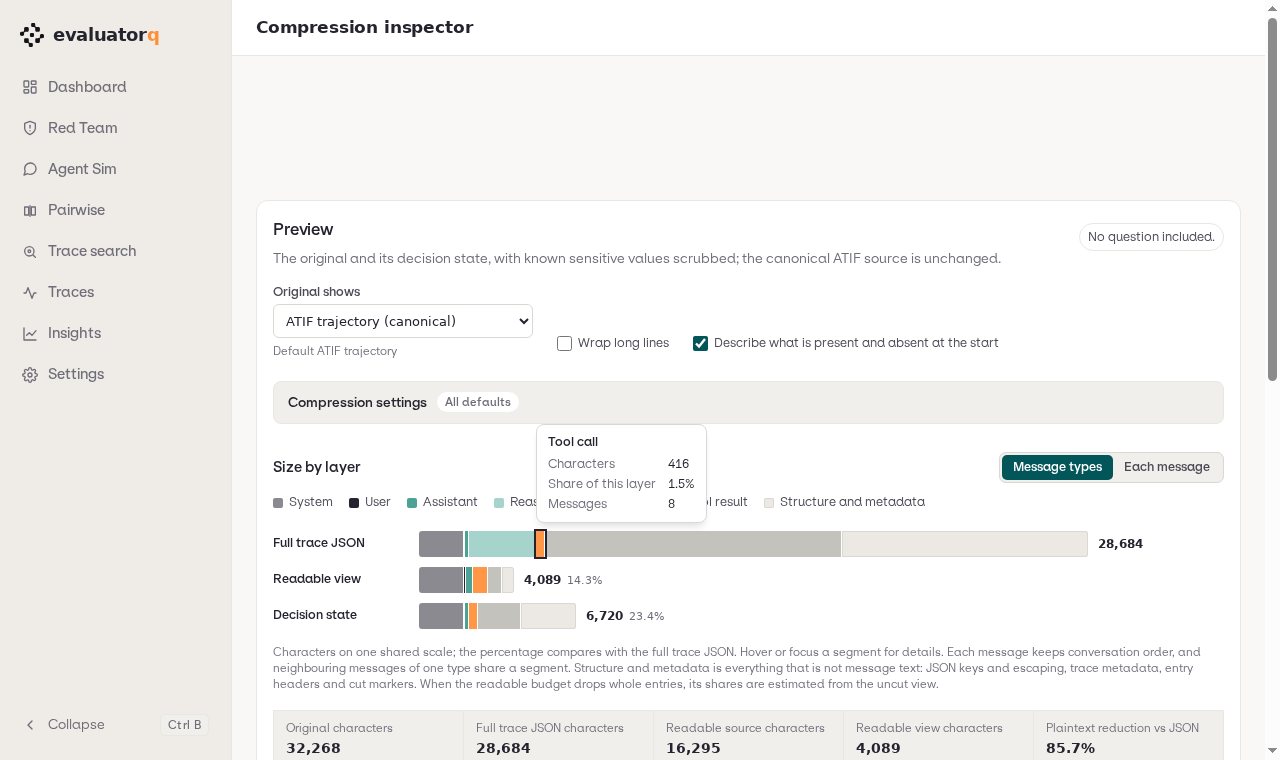 evaluatorq
Compression inspector
Dashboard
Red Team
Agent Sim
Pairwise
Trace search
Traces
Insights
Settings
Collapse
Ctrl B
Preview
No question included.
The original and its decision state, with known sensitive values scrubbed; the canonical ATIF source is unchanged.
Original shows
ATIF trajectory (canonical)
Wrap long lines
Describe what is present and absent at the start
Default ATIF trajectory
Compression settings All defaults
Tool call
Characters 416
Share of this layer 1.5%
Messages 8
Size by layer
Message types Each message
System User Assistant Reas l result Structure and metadata
Full trace JSON 28,684
Readable view 4,089 14.3%
Decision state 6,720 23.4%
Characters on one shared scale; the percentage compares with the full trace JSON. Hover or focus a segment for details. Each message keeps conversation order, and
neighbouring messages of one type share a segment. Structure and metadata is everything that is not message text: JSON keys and escaping, trace metadata, entry
headers and cut markers. When the readable budget drops whole entries, its shares are estimated from the uncut view.
Original characters
32,268
Full trace JSON characters
28,684
Readable source characters
16,295
Readable view characters
4,089
Plaintext reduction vs JSON
85.7%